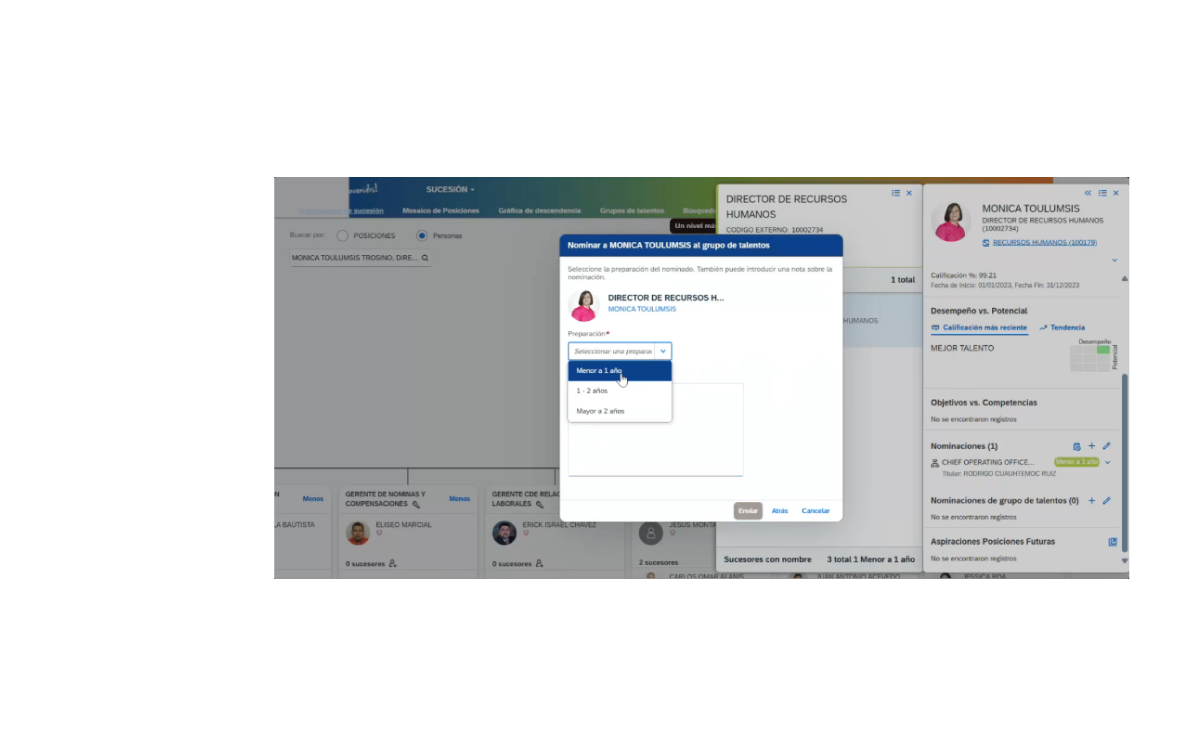 SUCESIÓN
de sucesión
Mosaico de Posiciones
Gráfica de descendencia
Grupos de talentos
Búsqued
Buscar por:
POSICIONES
Personas
MONICA TOULUMSIS TROSINO, DIRE...
Un nivel má
DIRECTOR DE RECURSOS
HUMANOS
CODIGO EXTERNO: 10002734
1 total
HUMANOS
Nominar a MONICA TOULUMSIS al grupo de talentos
Seleccione la preparación del nominado. También puede introducir una nota sobre la
nominación.
DIRECTOR DE RECURSOS H...
MONICA TOULUMSIS
Preparación*
Seleccionar una prepara
Menor a 1 año
1 - 2 años
Mayor a 2 años
Enviar
Atrás
Cancelar
MONICA TOULUMSIS
DIRECTOR DE RECURSOS HUMANOS
(10002734)
RECURSOS HUMANOS (100179)
Calificación %: 99.21
Fecha de Inicio: 01/01/2023, Fecha Fin: 31/12/2023
Desempeño vs. Potencial
Calificación más reciente
Tendencia
MEJOR TALENTO
Desempeño
Potencial
Objetivos vs. Competencias
No se encontraron registros
Nominaciones (1)
CHIEF OPERATING OFFICE...
Menor a 1 año
Titular: RODRIGO CUAUHTEMOC RUIZ
Nominaciones de grupo de talentos (0)
No se encontraron registros
Aspiraciones Posiciones Futuras
No se encontraron registros
N
Menos
LA BAUTISTA
GERENTE DE NOMINAS Y
COMPENSACIONES
Menos
ELISEO MARCIAL
0 sucesores
GERENTE CDE RELAC
LABORALES
ERICK ISRAEL CHAVEZ
0 sucesores
JESUS MONTA
2 sucesores
CARLOS OMAR ALANIS
Sucesores con nombre
3 total 1 Menor a 1 año
JUAN ANTONIO ACEVEDO
JESSICA ROA